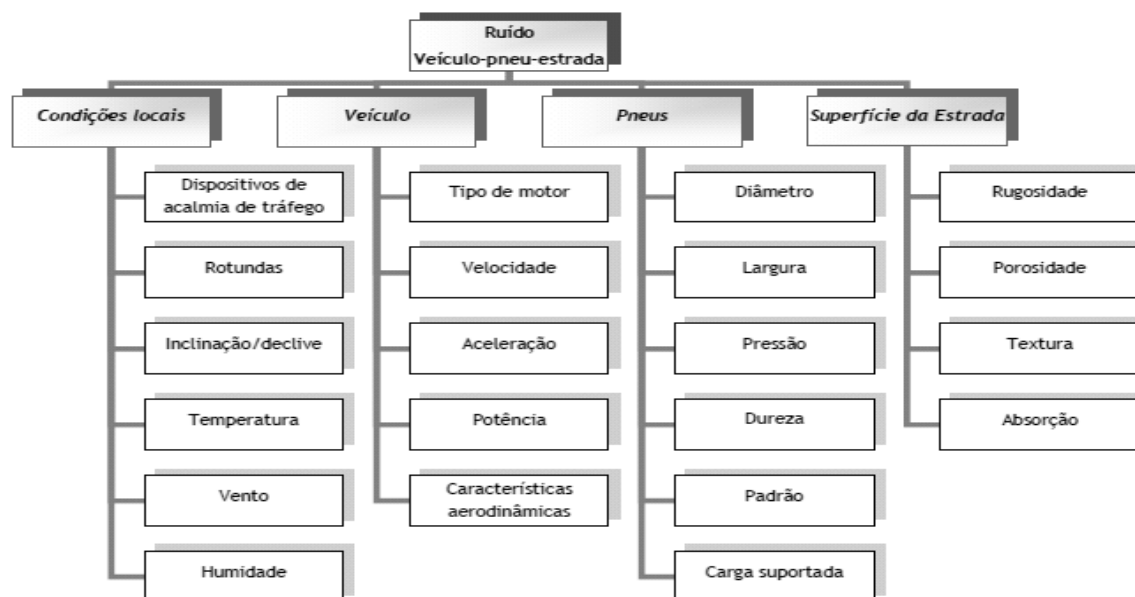 Ruído
Veículo-pneu-estrada
Condições locais
Dispositivos de
acalmia de tráfego
Rotundas
Inclinação/declive
Temperatura
Vento
Humidade
Veículo
Tipo de motor
Velocidade
Aceleração
Potência
Características
aerodinâmicas
Pneus
Diâmetro
Largura
Pressão
Dureza
Padrão
Carga suportada
Superfície da Estrada
Rugosidade
Porosidade
Textura
Absorção